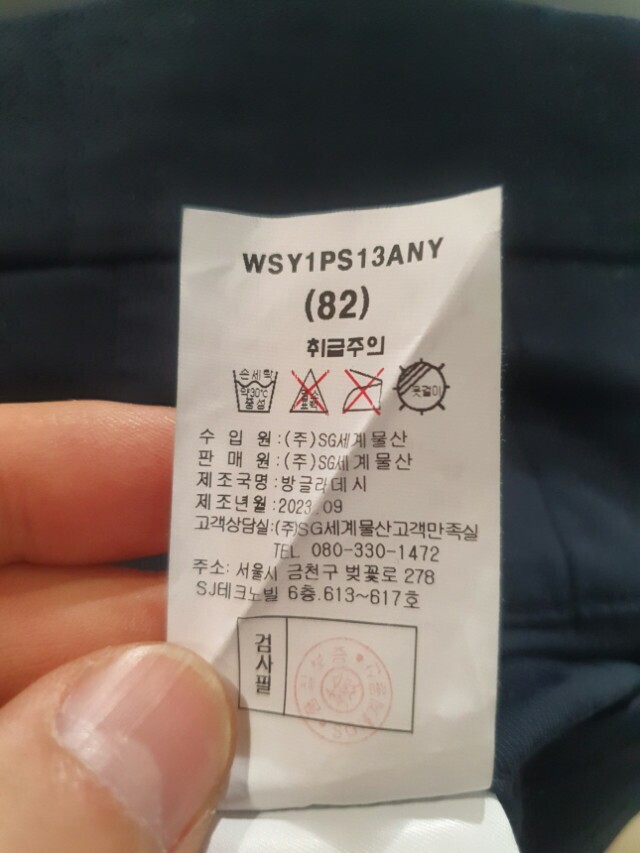 WSY1PS13ANY
(82)
취급주의
손세탁
약30℃
중성
염소
표백
옷걸이
수 입 원 : (주)SG세계물산
판 매 원 : (주)SG세계물산
제조국명 : 방글라데시
제조년월 : 2023.09
고객상담실:(주)SG세계물산고객만족실
TEL 080-330-1472
주소: 서울시 금천구 벚꽃로 278
SJ테크노빌 6층.613~617호
검사필